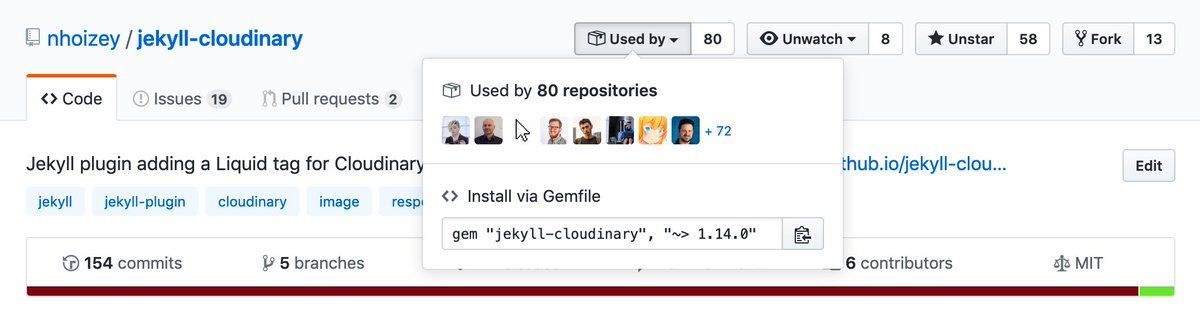 nhoizey / jekyll-cloudinary
Used by 80
Unwatch 8
Unstar 58
Fork 13
Code
Issues 19
Pull requests 2
Used by 80 repositories
+ 72
Jekyll plugin adding a Liquid tag for Cloudinary
thub.io/jekyll-clou...
Edit
jekyll
jekyll-plugin
cloudinary
image
resp
Install via Gemfile
gem "jekyll-cloudinary", "~> 1.14.0"
154 commits
5 branches
6 contributors
MIT